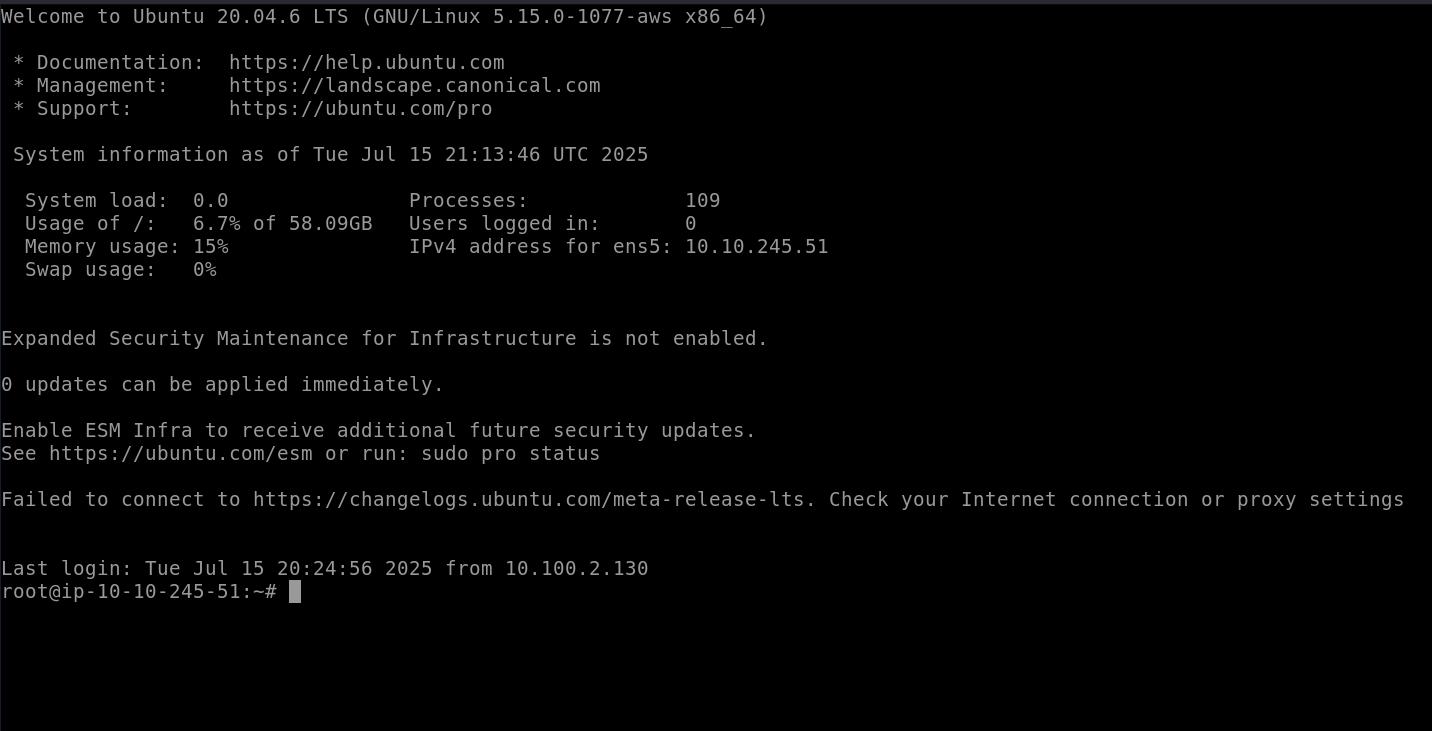 Welcome to Ubuntu 20.04.6 LTS (GNU/Linux 5.15.0-1077-aws x86_64)
* Documentation:  https://help.ubuntu.com
* Management:     https://landscape.canonical.com
* Support:        https://ubuntu.com/pro
System information as of Tue Jul 15 21:13:46 UTC 2025
System load:  0.0               Processes:             109
Usage of /:   6.7% of 58.09GB   Users logged in:       0
Memory usage: 15%               IPv4 address for ens5: 10.10.245.51
Swap usage:   0%
Expanded Security Maintenance for Infrastructure is not enabled.
0 updates can be applied immediately.
Enable ESM Infra to receive additional future security updates.
See https://ubuntu.com/esm or run: sudo pro status
Failed to connect to https://changelogs.ubuntu.com/meta-release-lts. Check your Internet connection or proxy settings
Last login: Tue Jul 15 20:24:56 2025 from 10.100.2.130
root@ip-10-10-245-51:~#